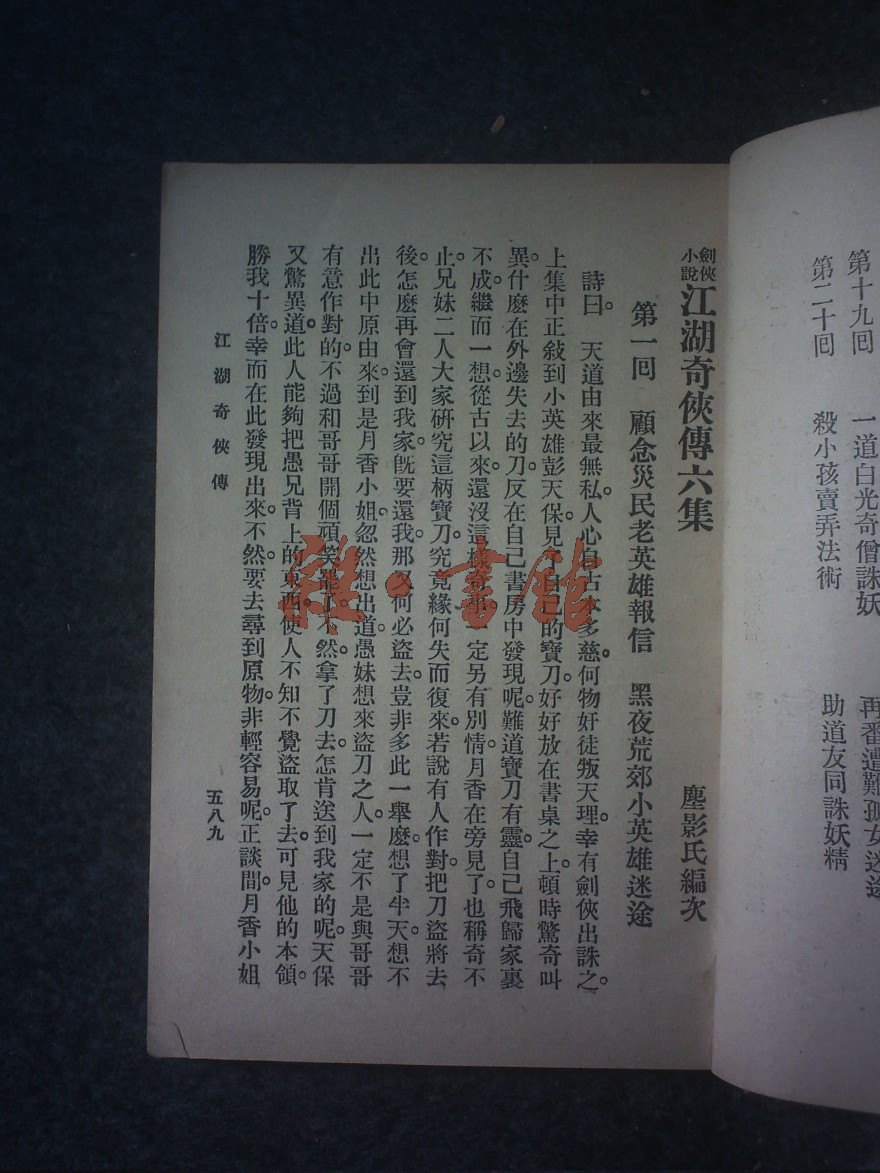 第十九回　一道白光奇僧誅妖　再番遭難孤女迷途
第二十回　殺小孩賣弄法術　助道友同誅妖精
劍俠小說 江湖奇俠傳六集　塵影氏編次
第一回　顧念災民老英雄報信　黑夜荒郊小英雄迷途
詩曰。天道由來最無私。人心自古本多慈。何物奸徒叛天理。幸有劍俠出誅之。
上集中正敍到小英雄彭天保。見了自己的寶刀。好好放在書桌之上。頓時驚奇叫
異。什麽在外邊失去的刀。反在自己書房中發現呢。難道寶刀有靈。自己飛歸家裏
不成。繼而一想。從古以來。還沒這樣奇事。一定另有別情。月香在旁見了。也稱奇不
止。兄妹二人大家研究這柄寶刀。究竟緣何失而復來。若說有人作對。把刀盜將去
後。怎麽再會還到我家。旣要還我。那又何必盜去。豈非多此一舉麽。想了半天。想不
出此中原由來。到是月香小姐。忽然想出道。愚妹想來盜刀之人。一定不是與哥哥
有意作對的。不過和哥哥開個頑笑罷了。不然拿了刀去。怎肯送到我家的呢。天保
又驚異道。此人能夠把愚兄背上的東西。使人不知不覺盜取了去。可見他的本領。
勝我十倍。幸而在此發現出來。不然。要去尋到原物。非輕容易呢。正談間。月香小姐
江湖奇俠傳
五八九
雜·書館